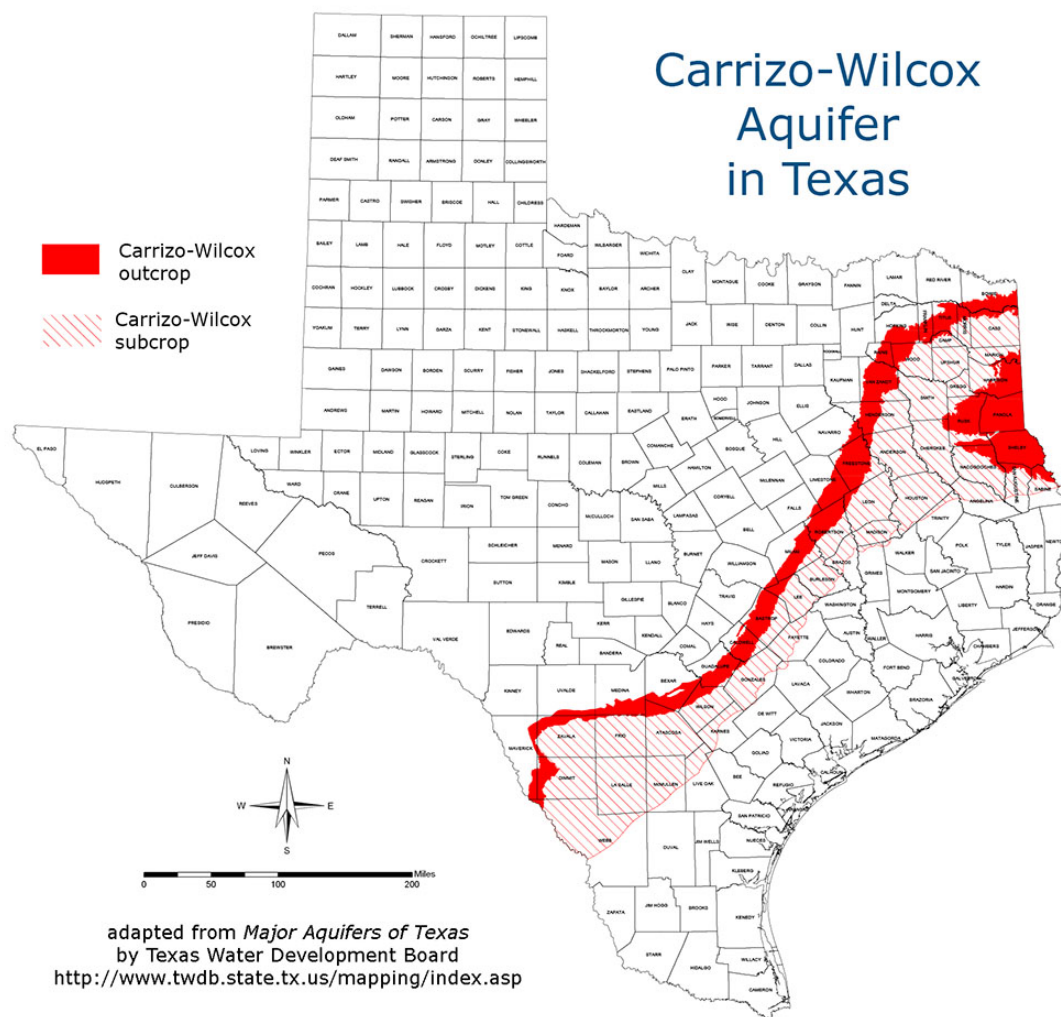 Carrizo-Wilcox
Aquifer
in Texas
DALLAM SHERMAN HANSFORD OCHILTREE LIPSCOMB
HARTLEY MOORE HUTCHINSON ROBERTS HEMPHILL
OLDHAM POTTER CARSON GRAY WHEELER
DEAF SMITH RANDALL ARMSTRONG DONLEY COLLINGSWORTH
PARMER CASTRO SWISHER BRISCOE HALL CHILDRESS
HARDEMAN
BAILEY LAMB HALE FLOYD MOTLEY COTTLE
FOARD WILBARGER WICHITA
CLAY MONTAGUE COOKE GRAYSON FANNIN LAMAR RED RIVER BOWIE
Carrizo-Wilcox
outcrop
COCHRAN HOCKLEY LUBBOCK CROSBY DICKENS KING KNOX BAYLOR ARCHER
DELTA
Carrizo-Wilcox
subcrop
YOAKUM TERRY LYNN GARZA KENT STONEWALL HASKELL THROCKMORTON YOUNG JACK WISE DENTON COLLIN HUNT HOPKINS TITUS CASS
CAMP
GAINES DAWSON BORDEN SCURRY FISHER JONES SHACKELFORD STEPHENS PALO PINTO PARKER TARRANT DALLAS KAUFMAN RAINS WOOD UPSHUR MARION
VAN ZANDT GREGG HARRISON
ANDREWS MARTIN HOWARD MITCHELL NOLAN TAYLOR CALLAHAN EASTLAND ERATH HOOD SOMERVELL JOHNSON ELLIS HENDERSON SMITH RUSK PANOLA
EL PASO HUDSPETH CULBERSON LOVING WINKLER ECTOR MIDLAND GLASSCOCK STERLING COKE RUNNELS COLEMAN BROWN COMANCHE BOSQUE HILL NAVARRO ANDERSON CHEROKEE SHELBY
REEVES WARD CRANE UPTON REAGAN IRION TOM GREEN CONCHO McCULLOCH SAN SABA MILLS HAMILTON McLENNAN LIMESTONE FREESTONE NACOGDOCHES SAN AUGUSTINE SABINE
LAMPASAS CORYELL BELL FALLS LEON HOUSTON ANGELINA
JEFF DAVIS PECOS CROCKETT SCHLEICHER MENARD MASON LLANO BURNET WILLIAMSON MILAM ROBERTSON MADISON TRINITY
SUTTON KIMBLE BRAZOS WALKER POLK TYLER JASPER NEWTON
PRESIDIO BREWSTER TERRELL VAL VERDE EDWARDS GILLESPIE BLANCO TRAVIS LEE BURLESON GRIMES SAN JACINTO HARDIN
KERR KENDALL HAYS BASTROP WASHINGTON MONTGOMERY LIBERTY ORANGE
REAL BANDERA COMAL CALDWELL FAYETTE AUSTIN WALLER HARRIS JEFFERSON
KINNEY UVALDE MEDINA BEXAR GUADALUPE GONZALES COLORADO FORT BEND CHAMBERS
LAVACA WHARTON GALVESTON
MAVERICK ZAVALA FRIO ATASCOSA WILSON KARNES DE WITT JACKSON BRAZORIA
VICTORIA MATAGORDA
DIMMIT LA SALLE McMULLEN LIVE OAK BEE GOLIAD CALHOUN
REFUGIO
SAN PATRICIO
WEBB DUVAL JIM WELLS NUECES
KLEBERG
ZAPATA JIM HOGG BROOKS KENEDY
STARR HIDALGO WILLACY
CAMERON
N
W E
S
Miles
0 50 100 200
adapted from Major Aquifers of Texas
by Texas Water Development Board
http://www.twdb.state.tx.us/mapping/index.asp